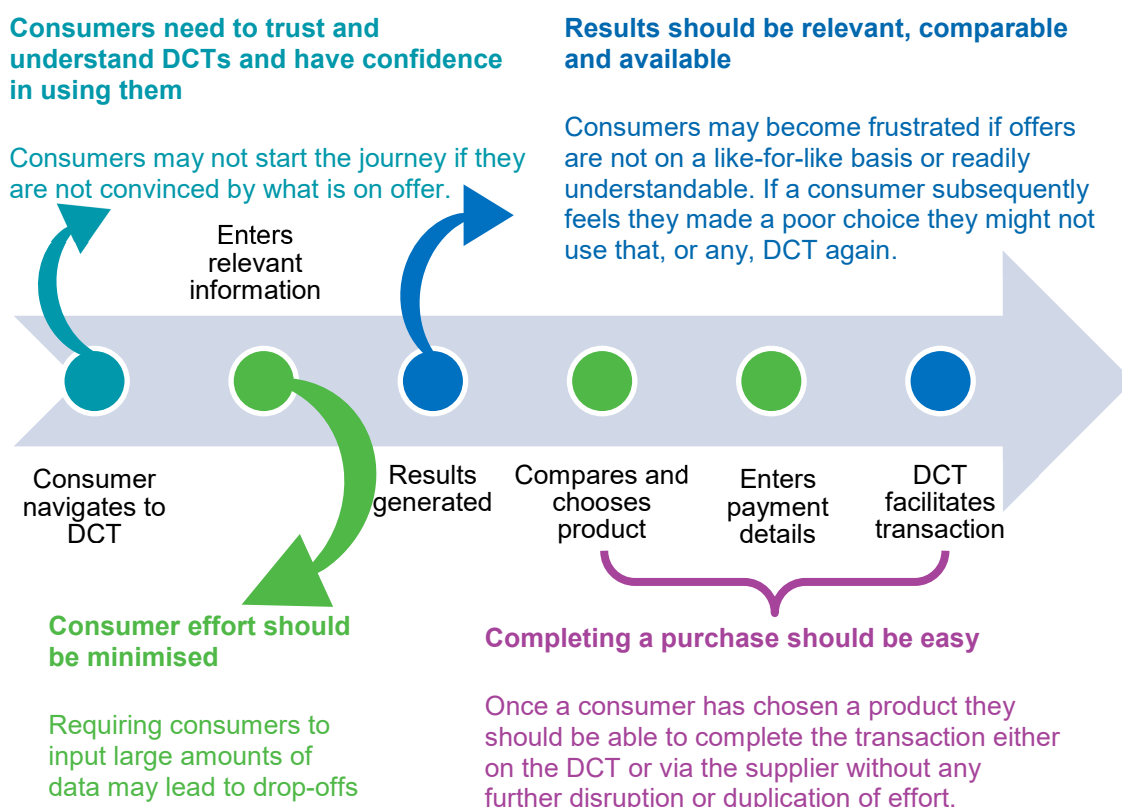 Consumers need to trust and
understand DCTs and have confidence
in using them
Consumers may not start the journey if they
are not convinced by what is on offer.
Results should be relevant, comparable
and available
Consumers may become frustrated if offers
are not on a like-for-like basis or readily
understandable. If a consumer subsequently
feels they made a poor choice they might not
use that, or any, DCT again.
Enters
relevant
information
Consumer
navigates to
DCT
Results
generated
Compares and
chooses
product
Enters
payment
details
DCT
facilitates
transaction
Consumer effort should
be minimised
Requiring consumers to
input large amounts of
data may lead to drop-offs
Completing a purchase should be easy
Once a consumer has chosen a product they
should be able to complete the transaction either
on the DCT or via the supplier without any
further disruption or duplication of effort.